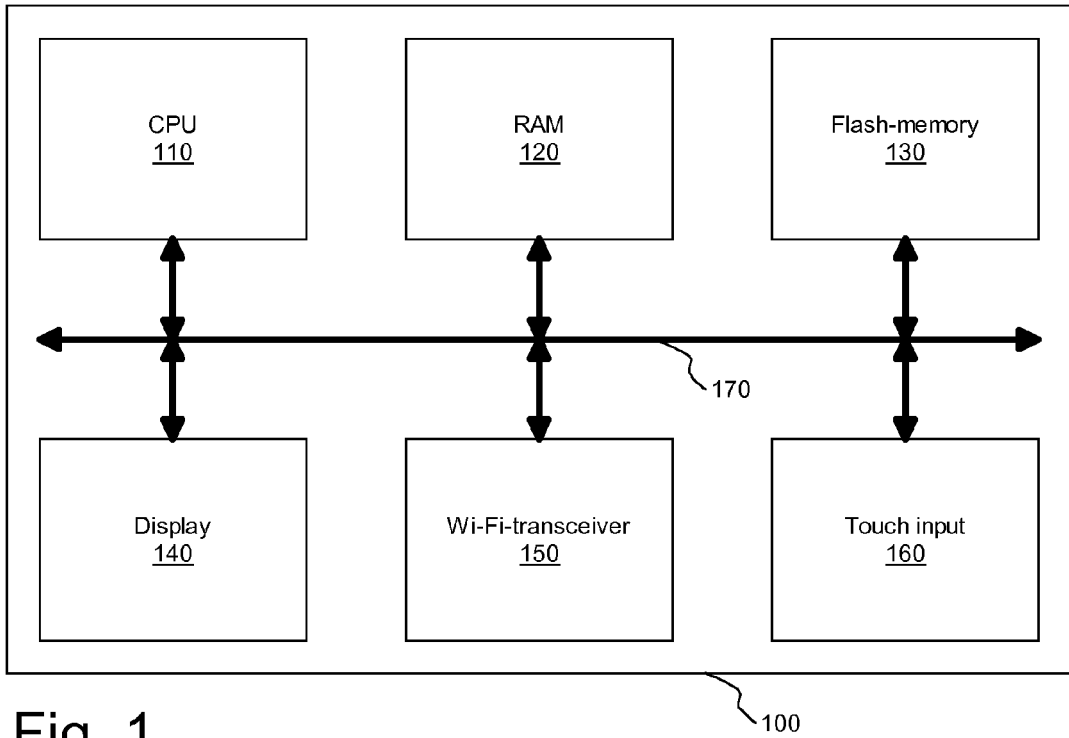 CPU
110
RAM
120
Flash-memory
130
170
Display
140
Wi-Fi-transceiver
150
Touch input
160
100
Fig. 1